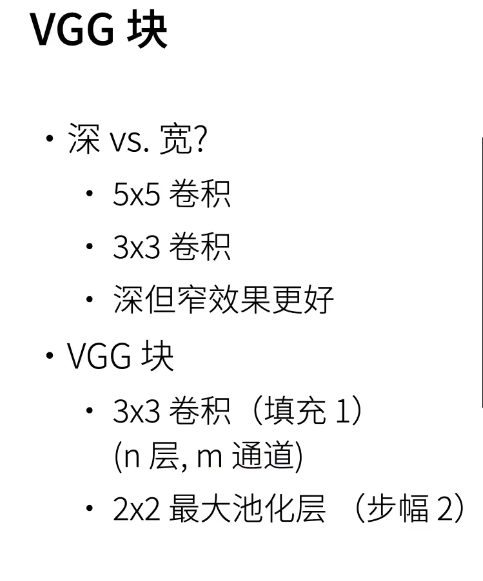 VGG 块
• 深 vs. 宽?
• 5x5 卷积
• 3x3 卷积
• 深但窄效果更好
• VGG 块
• 3x3 卷积（填充 1）
(n 层, m 通道)
• 2x2 最大池化层 （步幅 2）